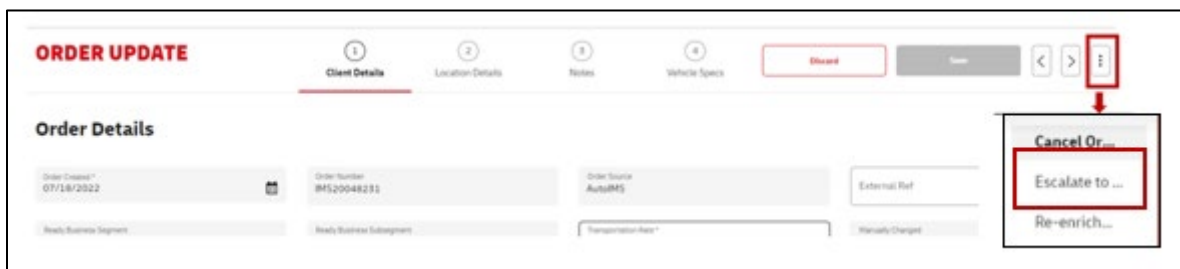 ORDER UPDATE
1 2 3 4
Client Details Location Details Notes Vehicle Specs
Discard Save < >
Order Details
Order Created *
07/18/2022
Order Number
IMS20048231
Order Source
AutoIMS
External Ref
Cancel Or...
Escalate to ...
Re-enrich...
Ready Business Segment Ready Business Subsegment Transportation Rate * Manually Changed